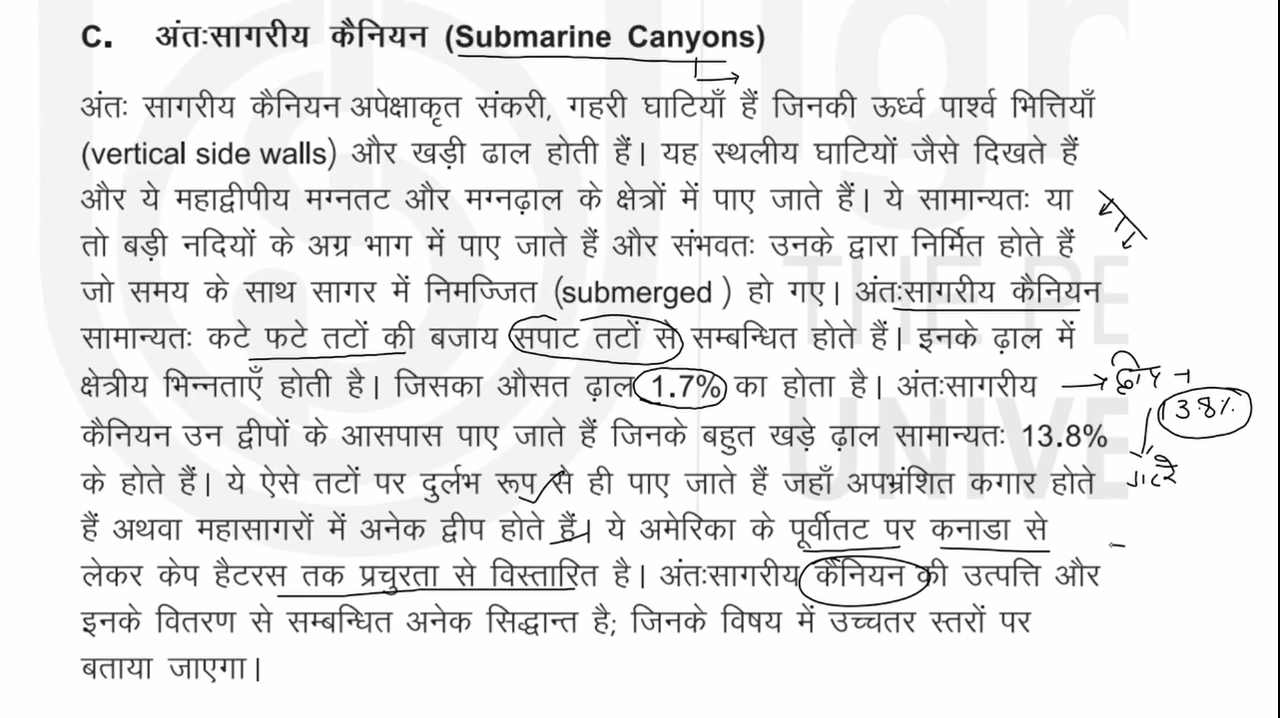 C. अंतःसागरीय कैनियन (Submarine Canyons)
अंतः सागरीय कैनियन अपेक्षाकृत संकरी, गहरी घाटियाँ हैं जिनकी ऊर्ध्व पार्श्व भित्तियाँ
(vertical side walls) और खड़ी ढाल होती हैं। यह स्थलीय घाटियों जैसे दिखते हैं
और ये महाद्वीपीय मग्नतट और मग्नढ़ाल के क्षेत्रों में पाए जाते हैं। ये सामान्यतः या
तो बड़ी नदियों के अग्र भाग में पाए जाते हैं और संभवतः उनके द्वारा निर्मित होते हैं
जो समय के साथ सागर में निमज्जित (submerged ) हो गए। अंतःसागरीय कैनियन
सामान्यतः कटे फटे तटों की बजाय सपाट तटों से सम्बन्धित होते हैं। इनके ढ़ाल में
क्षेत्रीय भिन्नताएँ होती है। जिसका औसत ढ़ाल 1.7% का होता है। अंतःसागरीय
द्वीप
कैनियन उन द्वीपों के आसपास पाए जाते हैं जिनके बहुत खड़े ढ़ाल सामान्यतः 13.8%
13 8%
के होते हैं। ये ऐसे तटों पर दुर्लभ रूप से ही पाए जाते हैं जहाँ अपभ्रंशित कगार होते
हैं अथवा महासागरों में अनेक द्वीप होते हैं। ये अमेरिका के पूर्वीतट पर कनाडा से
लेकर केप हैटरस तक प्रचुरता से विस्तारित है। अंतःसागरीय कैनियन की उत्पत्ति और
इनके वितरण से सम्बन्धित अनेक सिद्धान्त है; जिनके विषय में उच्चतर स्तरों पर
बताया जाएगा।
THE PE
UNIVE